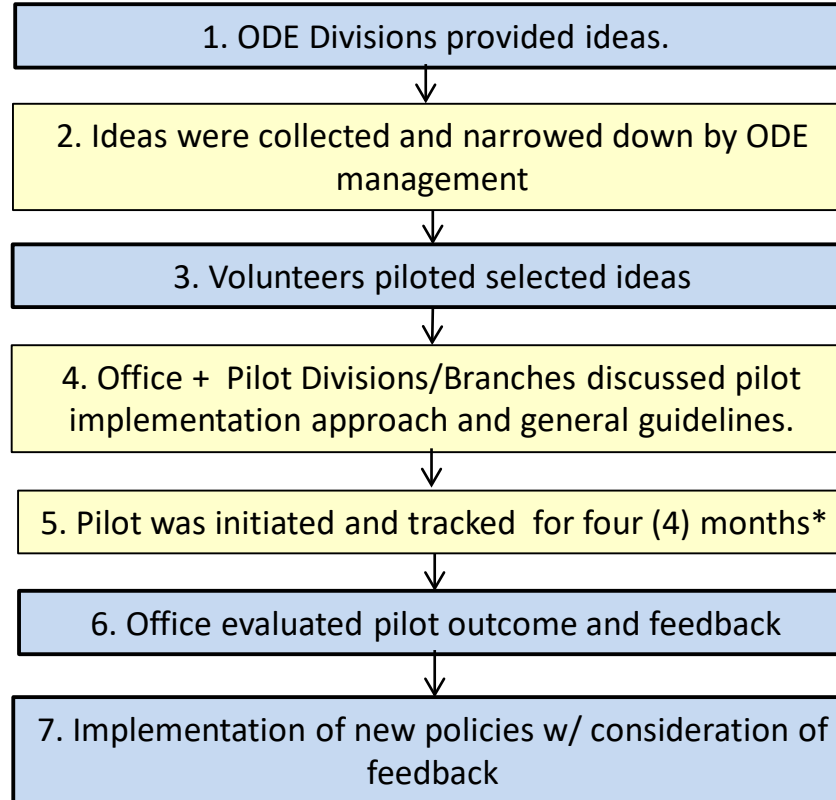 1. ODE Divisions provided ideas.
2. Ideas were collected and narrowed down by ODE
management
3. Volunteers piloted selected ideas
4. Office + Pilot Divisions/Branches discussed pilot
implementation approach and general guidelines.
5. Pilot was initiated and tracked for four (4) months*
6. Office evaluated pilot outcome and feedback
7. Implementation of new policies w/ consideration of
feedback